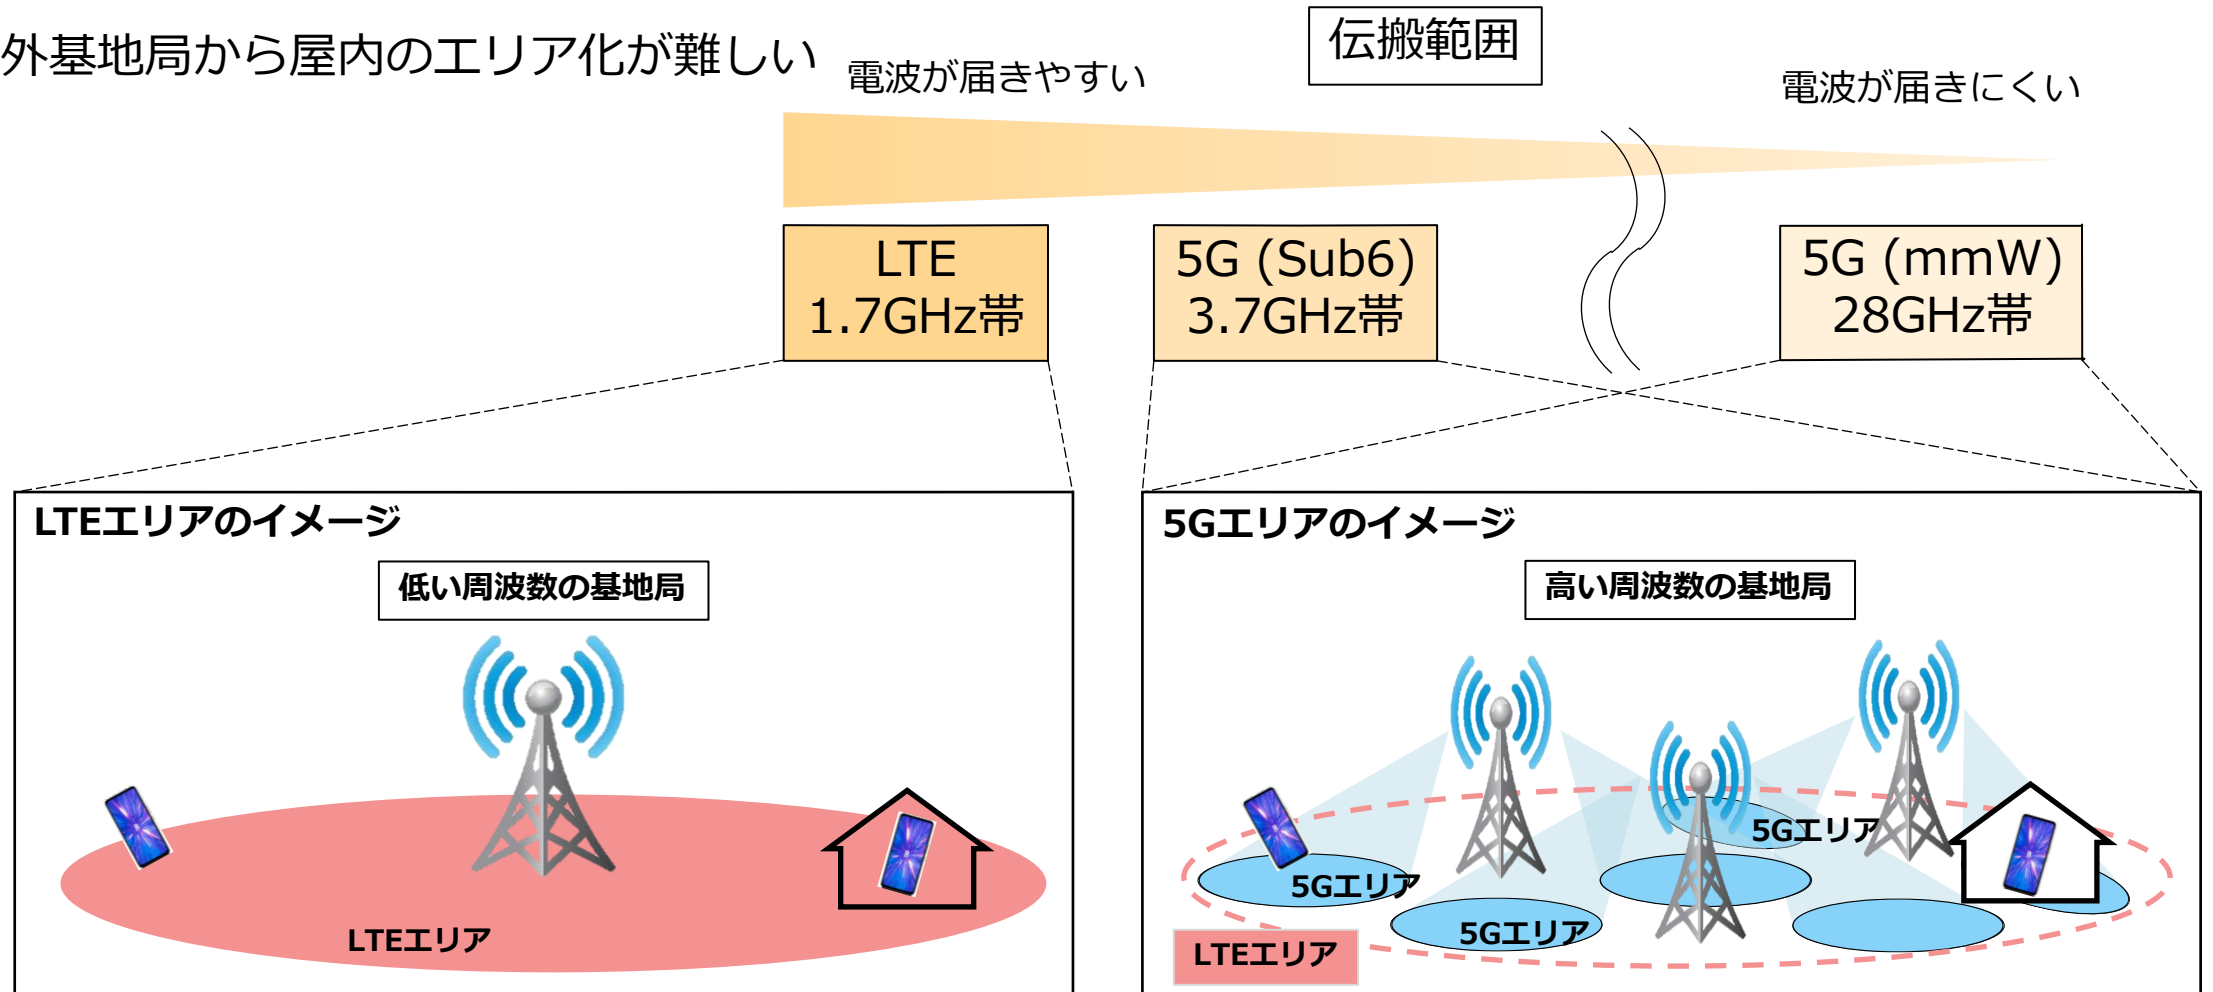 外基地局から屋内のエリア化が難しい
伝搬範囲
電波が届きやすい
電波が届きにくい
LTE
1.7GHz帯
5G (Sub6)
3.7GHz帯
5G (mmW)
28GHz帯
LTEエリアのイメージ
低い周波数の基地局
LTEエリア
5Gエリアのイメージ
高い周波数の基地局
5Gエリア
5Gエリア
5Gエリア
LTEエリア